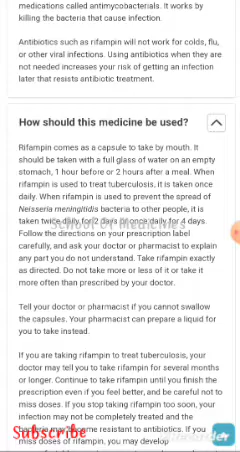 medications called antimycobacterials. It works by
killing the bacteria that cause infection.
Antibiotics such as rifampin will not work for colds, flu,
or other viral infections. Using antibiotics when they are
not needed increases your risk of getting an infection
later that resists antibiotic treatment.
How should this medicine be used?
Rifampin comes as a capsule to take by mouth. It
should be taken with a full glass of water on an empty
stomach, 1 hour before or 2 hours after a meal. When
rifampin is used to treat tuberculosis, it is taken once
daily. When rifampin is used to prevent the spread of
Neisseria meningitidis bacteria to other people, it is
taken twice daily for 2 days or once daily for 4 days.
School Of Medicines
Follow the directions on your prescription label
carefully, and ask your doctor or pharmacist to explain
any part you do not understand. Take rifampin exactly
as directed. Do not take more or less of it or take it
more often than prescribed by your doctor.
Tell your doctor or pharmacist if you cannot swallow
the capsules. Your pharmacist can prepare a liquid for
you to take instead.
If you are taking rifampin to treat tuberculosis, your
doctor may tell you to take rifampin for several months
or longer. Continue to take rifampin until you finish the
prescription even if you feel better, and be careful not to
miss doses. If you stop taking rifampin too soon, your
infection may not be completely treated and the
bacteria may become resistant to antibiotics. If you
Subscribe
miss doses of rifampin, you may develop